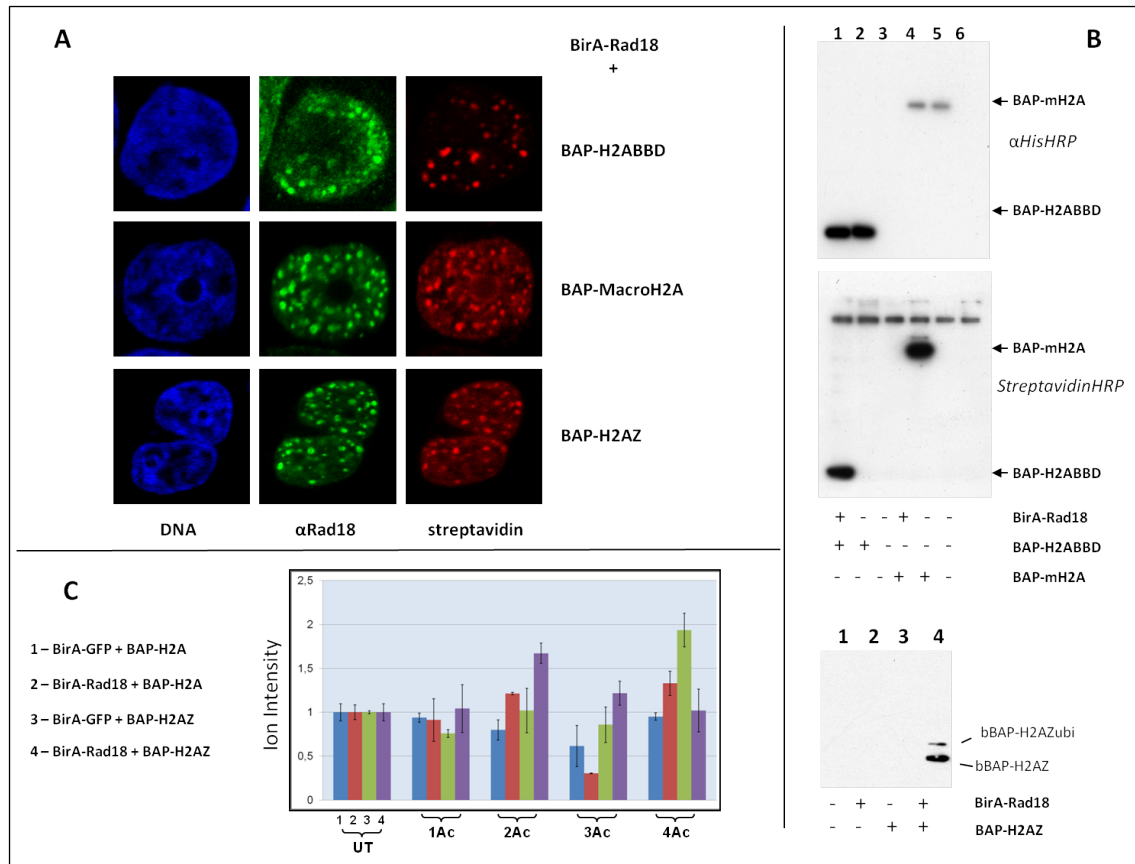 A
BirA-Rad18
+
BAP-H2ABBD
BAP-MacroH2A
BAP-H2AZ
DNA αRad18 streptavidin
B
1 2 3 4 5 6
BAP-mH2A
αHisHRP
BAP-H2ABBD
BAP-mH2A
StreptavidinHRP
BAP-H2ABBD
+ - - + - - BirA-Rad18
+ + - - - - BAP-H2ABBD
- - - + + - BAP-mH2A
1 2 3 4
bBAP-H2AZubi
bBAP-H2AZ
- + - + BirA-Rad18
- - + + BAP-H2AZ
C
1 – BirA-GFP + BAP-H2A
2 – BirA-Rad18 + BAP-H2A
3 – BirA-GFP + BAP-H2AZ
4 – BirA-Rad18 + BAP-H2AZ
Ion Intensity
2,5
2
1,5
1
0,5
0
1 2 3 4
UT 1Ac 2Ac 3Ac 4Ac